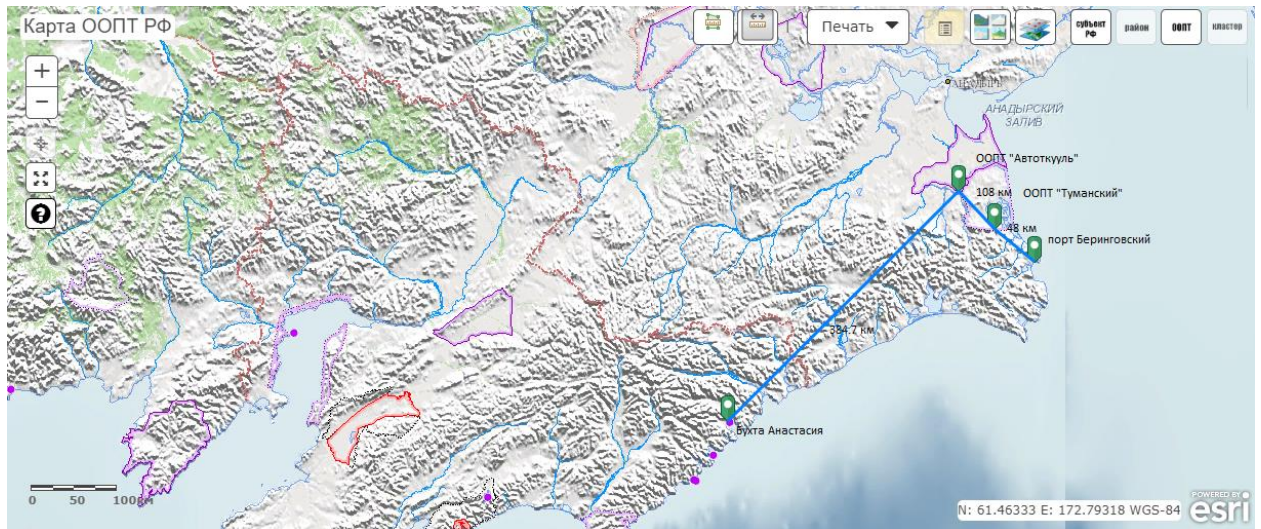 Карта ООПТ РФ
Печать
субъект
РФ
район
ООПТ
кластер
+
−
?
АНАДЫРЬ
АНАДЫРСКИЙ
ЗАЛИВ
ООПТ "Автоткууль"
108 км
ООПТ "Туманский"
48 км
порт Беринговский
384.7 км
Бухта Анастасия
0 50 100км
N: 61.46333 E: 172.79318 WGS-84
POWERED BY
esri